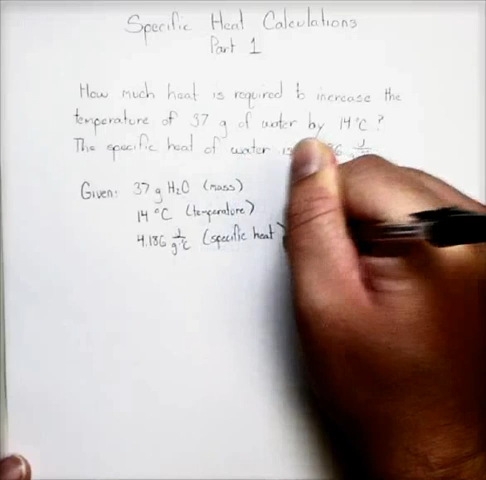 Specific Heat Calculations
Part 1
How much heat is required to increase the
temperature of 37 g of water by 14 °C?
The specific heat of water is 6 J
Given: 37 g H₂O (mass)
14 °C (temperature)
4.186 J/g°C (specific heat)